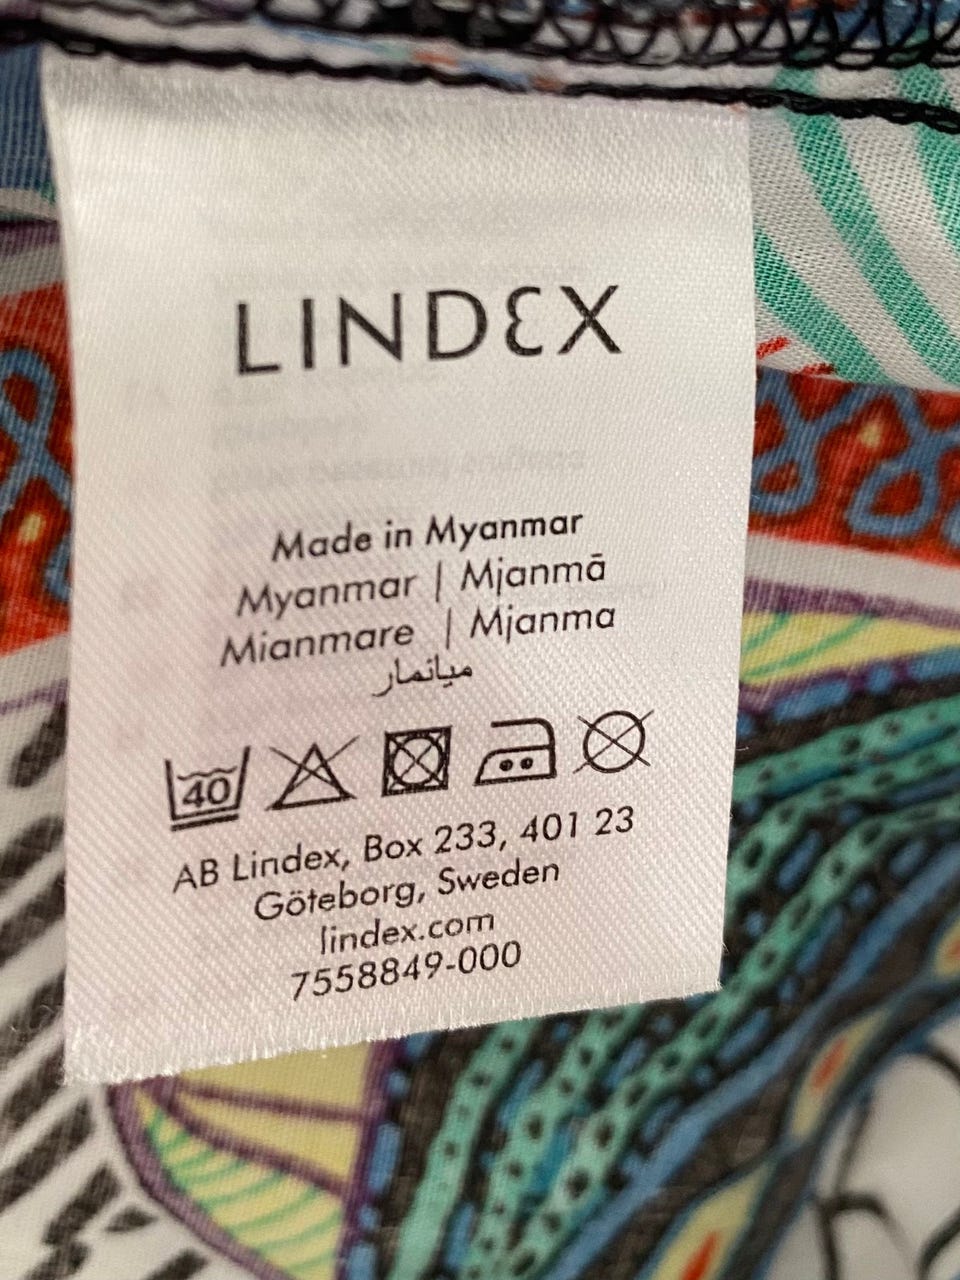 LINDEX
Made in Myanmar
Myanmar | Mjanmā
Mianmare | Mjanma
ميانمار
40
AB Lindex, Box 233, 401 23
Göteborg, Sweden
lindex.com
7558849-000